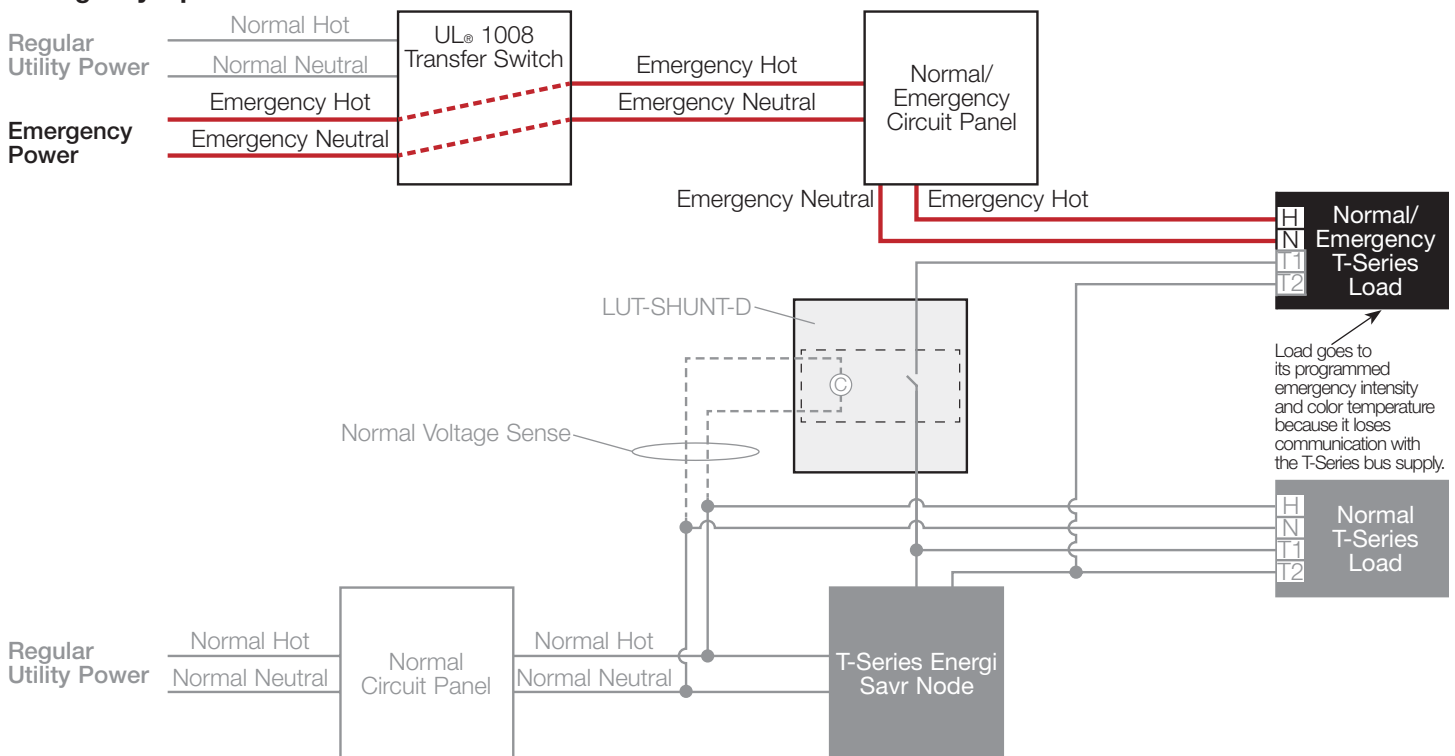 Regular
Utility Power
Normal Hot
Normal Neutral
Emergency Hot
Emergency Neutral
Emergency
Power
UL® 1008
Transfer Switch
Emergency Hot
Emergency Neutral
Normal/
Emergency
Circuit Panel
Emergency Neutral
Emergency Hot
H
N
T1
T2
Normal/
Emergency
T-Series
Load
Load goes to
its programmed
emergency intensity
and color temperature
because it loses
communication with
the T-Series bus supply.
LUT-SHUNT-D
C
Normal Voltage Sense
H
N
T1
T2
Normal
T-Series
Load
Regular
Utility Power
Normal Hot
Normal Neutral
Normal
Circuit Panel
Normal Hot
Normal Neutral
T-Series Energi
Savr Node